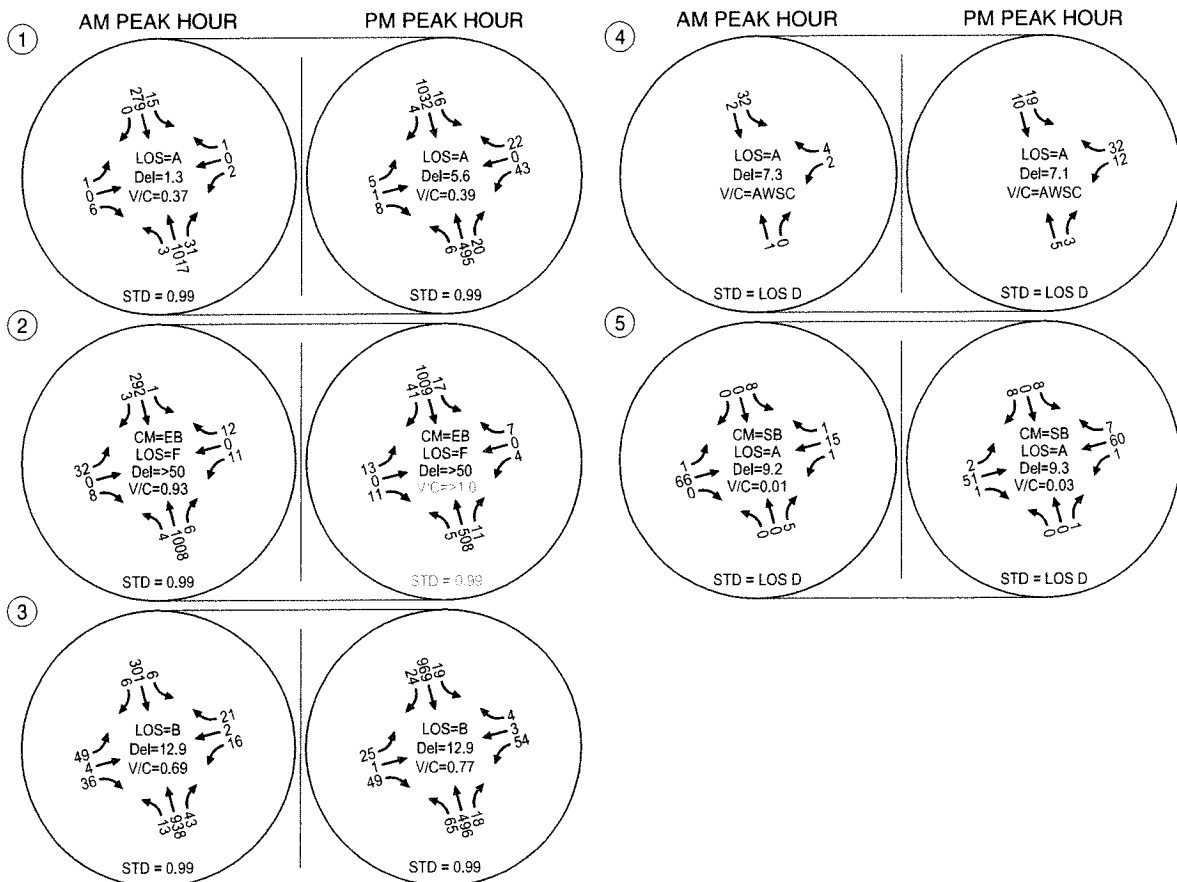 AM PEAK HOUR
PM PEAK HOUR
AM PEAK HOUR
PM PEAK HOUR
1
0 279 15
1
0
2
1
0
6
LOS=A
Del=1.3
V/C=0.37
3 1017 31
STD = 0.99
4 1032 16
22
0
43
5
1
8
LOS=A
Del=5.6
V/C=0.39
6 495 20
STD = 0.99
2
3 292 1
12
0
11
32
0
8
CM=EB
LOS=F
Del=>50
V/C=0.93
4 1008 6
STD = 0.99
41 1009 17
7
0
4
13
0
11
CM=EB
LOS=F
Del=>50
V/C=>1.0
5 508 11
STD = 0.99
3
6 301 6
21
2
16
49
4
36
LOS=B
Del=12.9
V/C=0.69
13 938 43
STD = 0.99
24 969 19
4
3
54
25
1
49
LOS=B
Del=12.9
V/C=0.77
65 496 18
STD = 0.99
4
2 32
4
2
LOS=A
Del=7.3
V/C=AWSC
1 0
STD = LOS D
10 19
32
12
LOS=A
Del=7.1
V/C=AWSC
5 3
STD = LOS D
5
0 0 8
1
15
1
1
66
0
CM=SB
LOS=A
Del=9.2
V/C=0.01
0 0 5
STD = LOS D
8 0 8
7
60
1
2
51
1
CM=SB
LOS=A
Del=9.3
V/C=0.03
0 0 1
STD = LOS D